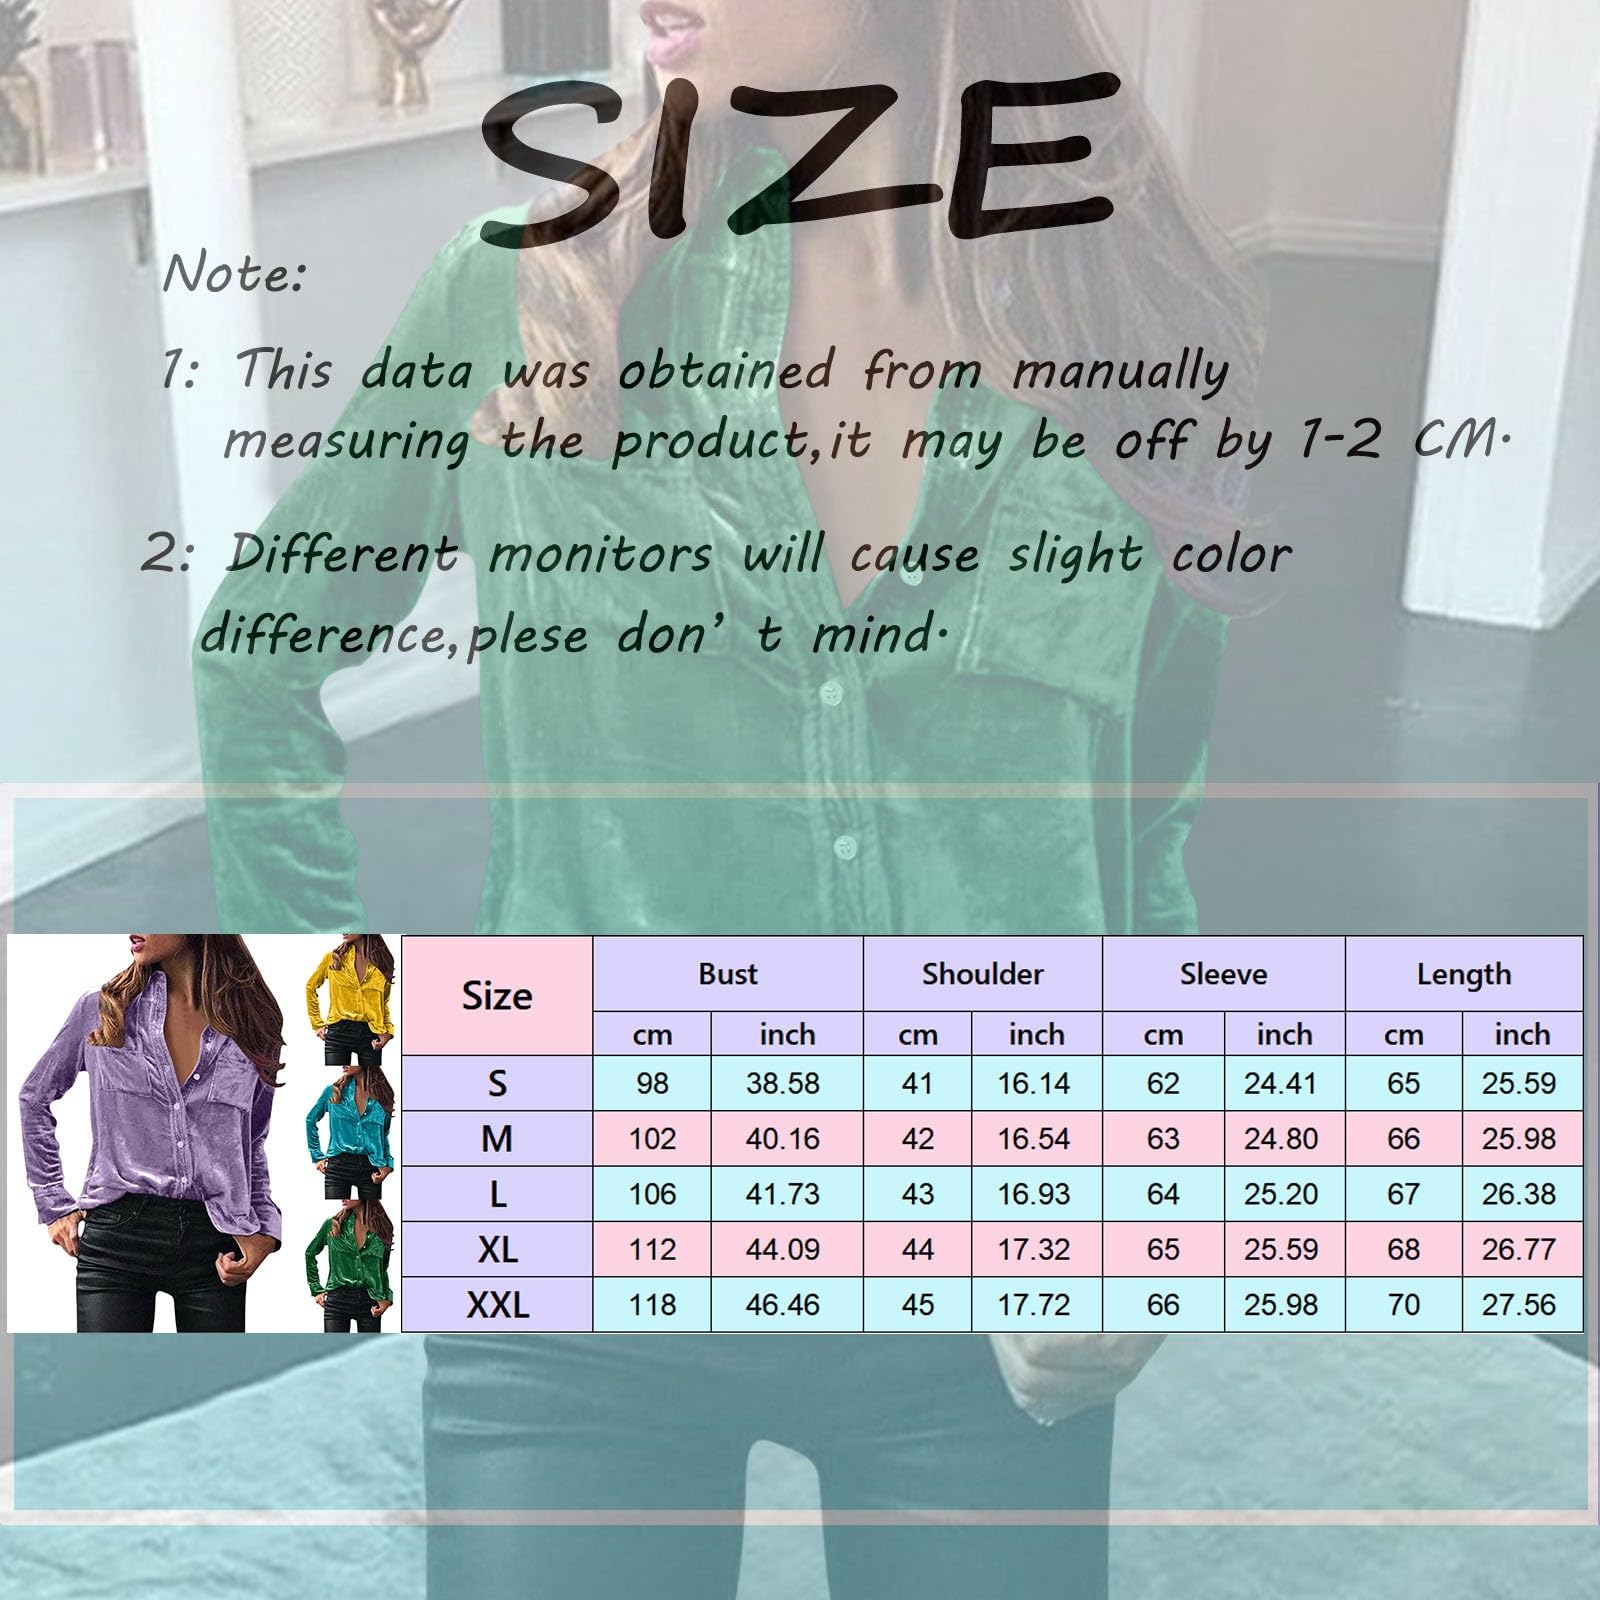 SIZE
Note:
1: This data was obtained from manually
measuring the product,it may be off by 1-2 CM.
2: Different monitors will cause slight color
difference,plese don' t mind.
Size Bust Shoulder Sleeve Length
cm inch cm inch cm inch cm inch
S 98 38.58 41 16.14 62 24.41 65 25.59
M 102 40.16 42 16.54 63 24.80 66 25.98
L 106 41.73 43 16.93 64 25.20 67 26.38
XL 112 44.09 44 17.32 65 25.59 68 26.77
XXL 118 46.46 45 17.72 66 25.98 70 27.56